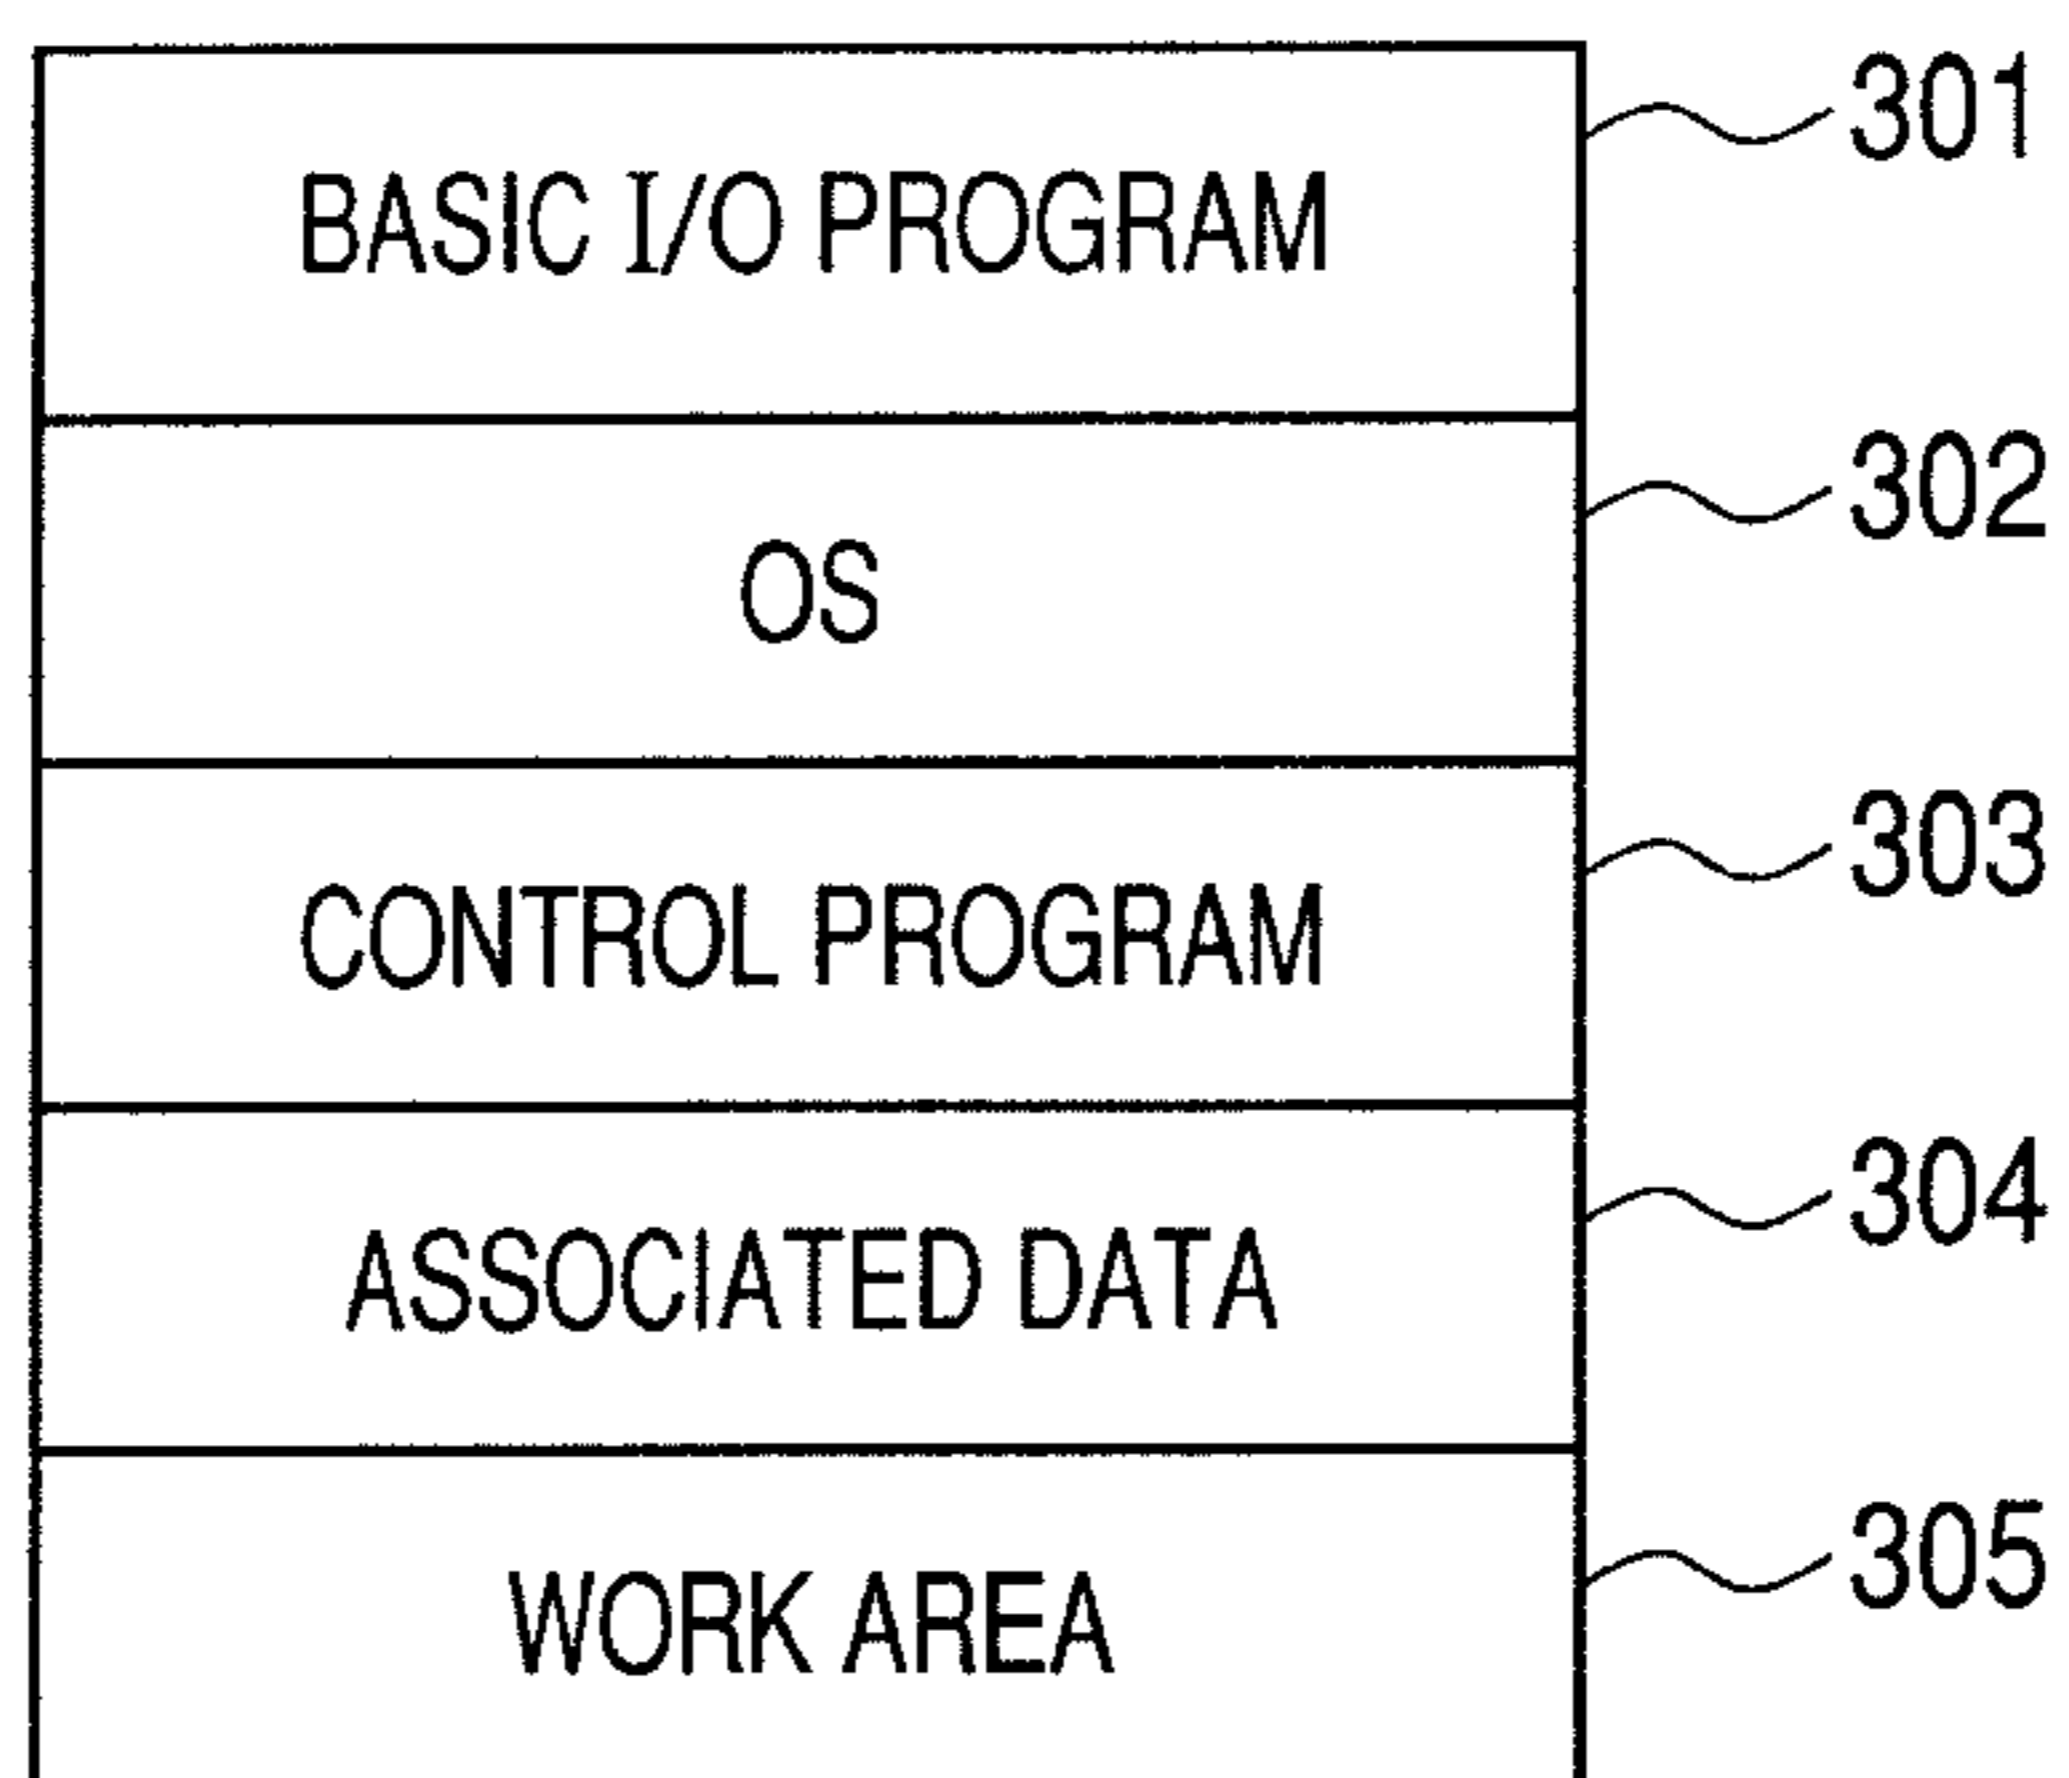 301
BASIC I/O PROGRAM
302
OS
303
CONTROL PROGRAM
304
ASSOCIATED DATA
305
WORK AREA